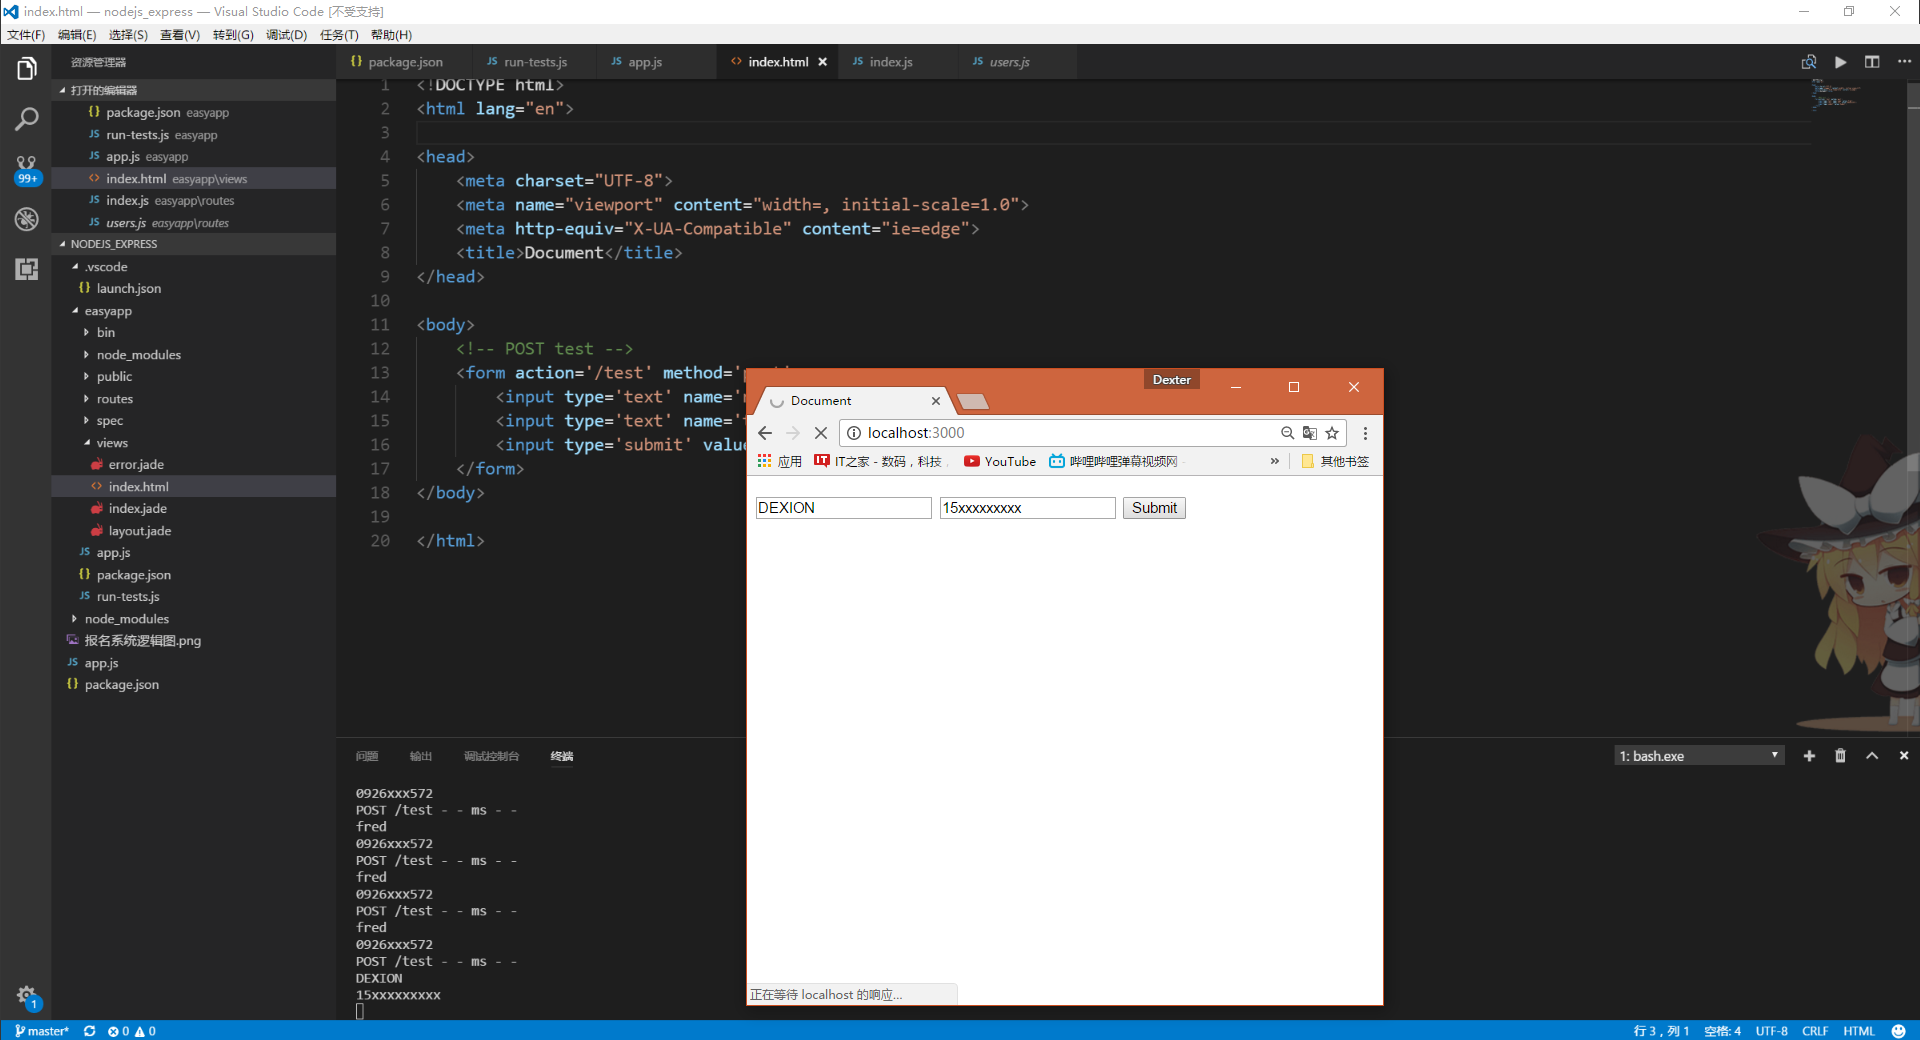 index.html — nodejs_express — Visual Studio Code [不受支持]
文件(F) 编辑(E) 选择(S) 查看(V) 转到(G) 调试(D) 任务(T) 帮助(H)
资源管理器
打开的编辑器
package.json easyapp
run-tests.js easyapp
app.js easyapp
index.html easyapp\views
index.js easyapp\routes
users.js easyapp\routes
NODEJS_EXPRESS
.vscode
launch.json
easyapp
bin
node_modules
public
routes
spec
views
error.jade
index.html
index.jade
layout.jade
app.js
package.json
run-tests.js
node_modules
报名系统逻辑图.png
app.js
package.json
99+
1
package.json run-tests.js app.js index.html index.js users.js
1 <!DOCTYPE html>
2 <html lang="en">
3
4 <head>
5 <meta charset="UTF-8">
6 <meta name="viewport" content="width=, initial-scale=1.0">
7 <meta http-equiv="X-UA-Compatible" content="ie=edge">
8 <title>Document</title>
9 </head>
10
11 <body>
12 <!-- POST test -->
13 <form action='/test' method='
14 <input type='text' name='
15 <input type='text' name='
16 <input type='submit' value
17 </form>
18 </body>
19
20 </html>
Dexter
Document
localhost:3000
应用 IT之家 - 数码，科技 YouTube 哔哩哔哩弹幕视频网 » 其他书签
DEXION 15xxxxxxxxx Submit
正在等待 localhost 的响应...
问题 输出 调试控制台 终端
1: bash.exe
0926xxx572
POST /test - - ms - -
fred
0926xxx572
POST /test - - ms - -
fred
0926xxx572
POST /test - - ms - -
fred
0926xxx572
POST /test - - ms - -
DEXION
15xxxxxxxxx
master* 0 0 行 3，列 1 空格: 4 UTF-8 CRLF HTML